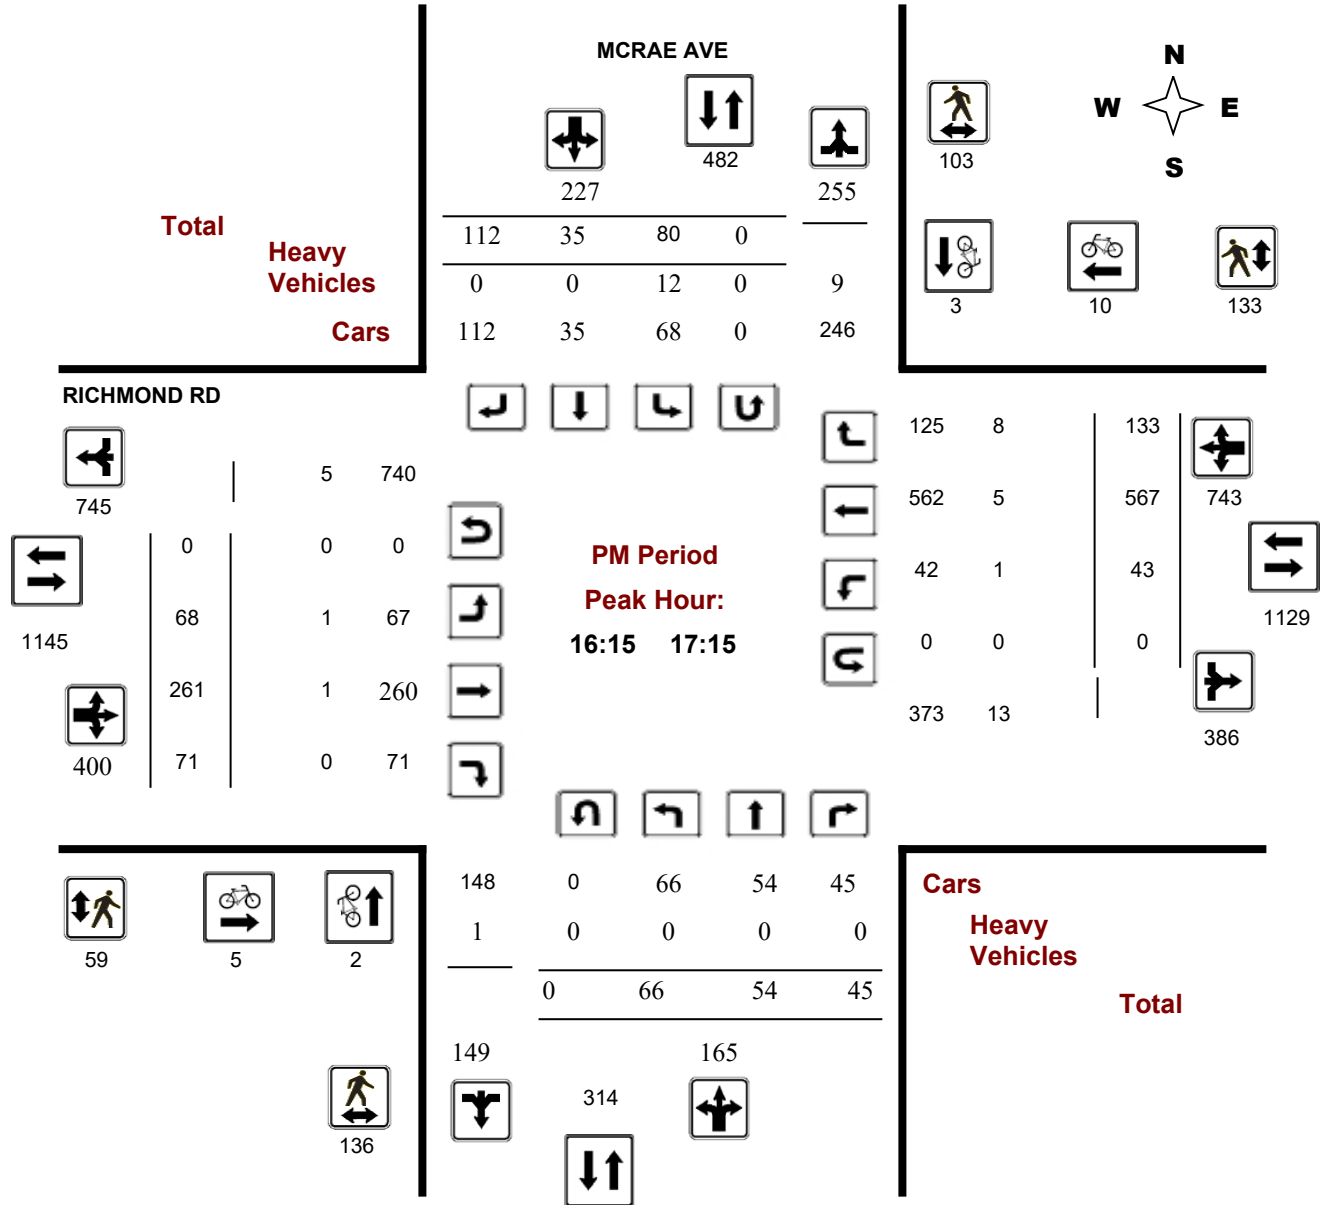 MCRAE AVE
N
W E
S
482
103
227 255
Total
112 35 80 0
Heavy
Vehicles
0 0 12 0 9
3 10 133
Cars
112 35 68 0 246
RICHMOND RD
125 8 133
5 740
745
562 5 567 743
0 0 0
PM Period
42 1 43
Peak Hour:
68 1 67
1129
1145
16:15 17:15
0 0 0
261 1 260
373 13
386
400 71 0 71
148 0 66 54 45
Cars
1 0 0 0 0
Heavy
Vehicles
59 5 2
0 66 54 45
Total
149 165
314
136